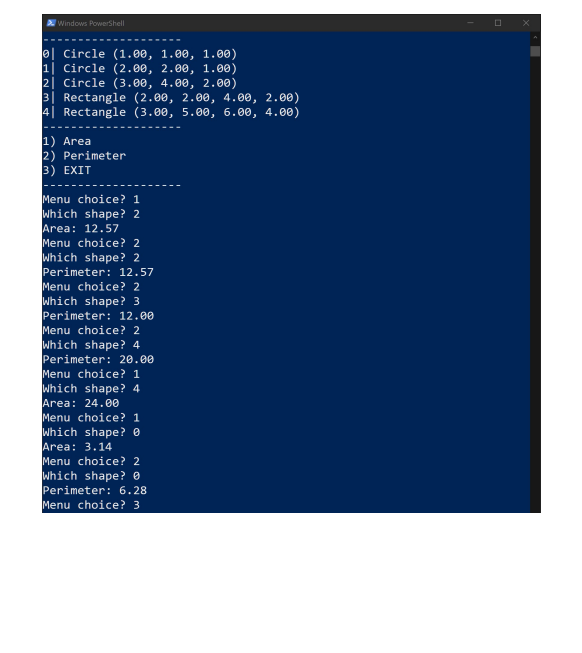 Windows PowerShell
--------------------
0| Circle (1.00, 1.00, 1.00)
1| Circle (2.00, 2.00, 1.00)
2| Circle (3.00, 4.00, 2.00)
3| Rectangle (2.00, 2.00, 4.00, 2.00)
4| Rectangle (3.00, 5.00, 6.00, 4.00)
--------------------
1) Area
2) Perimeter
3) EXIT
--------------------
Menu choice? 1
Which shape? 2
Area: 12.57
Menu choice? 2
Which shape? 2
Perimeter: 12.57
Menu choice? 2
Which shape? 3
Perimeter: 12.00
Menu choice? 2
Which shape? 4
Perimeter: 20.00
Menu choice? 1
Which shape? 4
Area: 24.00
Menu choice? 1
Which shape? 0
Area: 3.14
Menu choice? 2
Which shape? 0
Perimeter: 6.28
Menu choice? 3